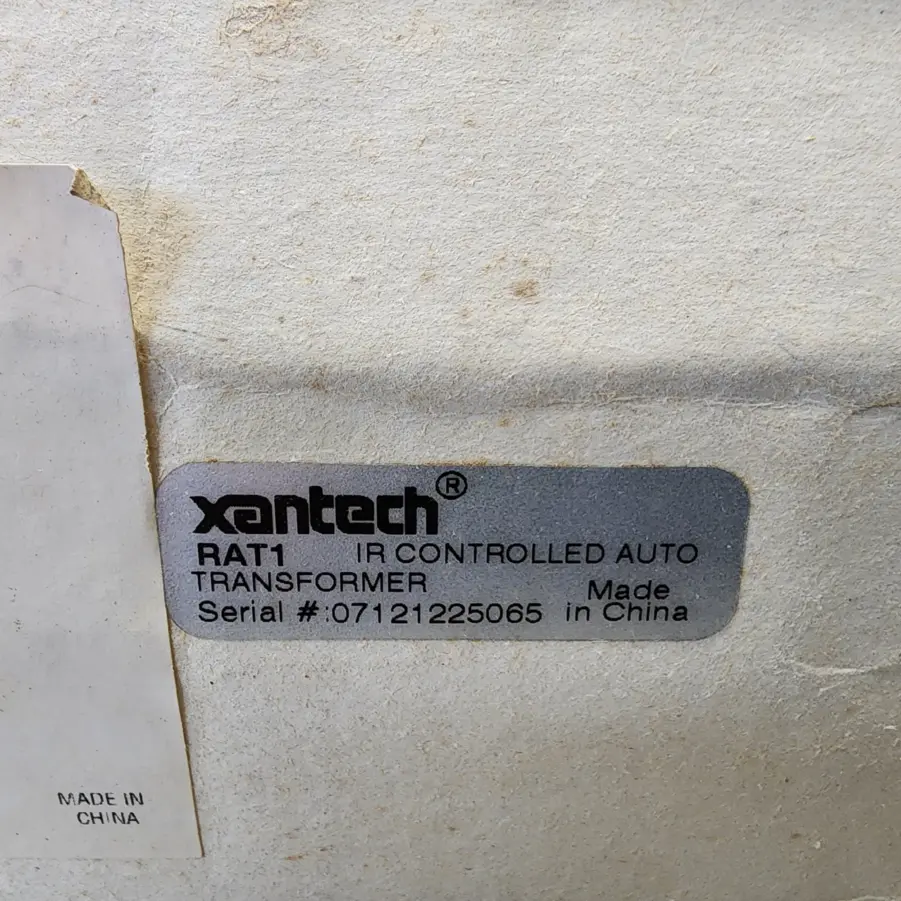 xantech®
RAT1 IR CONTROLLED AUTO
TRANSFORMER
Serial #:07121225065
Made
in China
MADE IN
CHINA